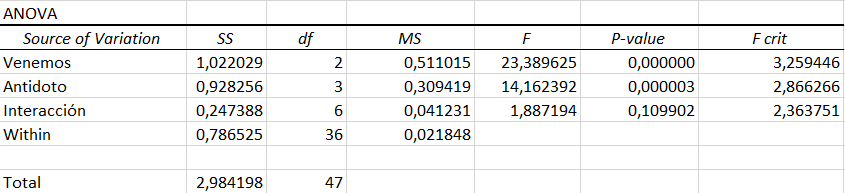 ANOVA
Source of Variation SS df MS F P-value F crit
Venemos 1,022029 2 0,511015 23,389625 0,000000 3,259446
Antidoto 0,928256 3 0,309419 14,162392 0,000003 2,866266
Interacción 0,247388 6 0,041231 1,887194 0,109902 2,363751
Within 0,786525 36 0,021848
Total 2,984198 47